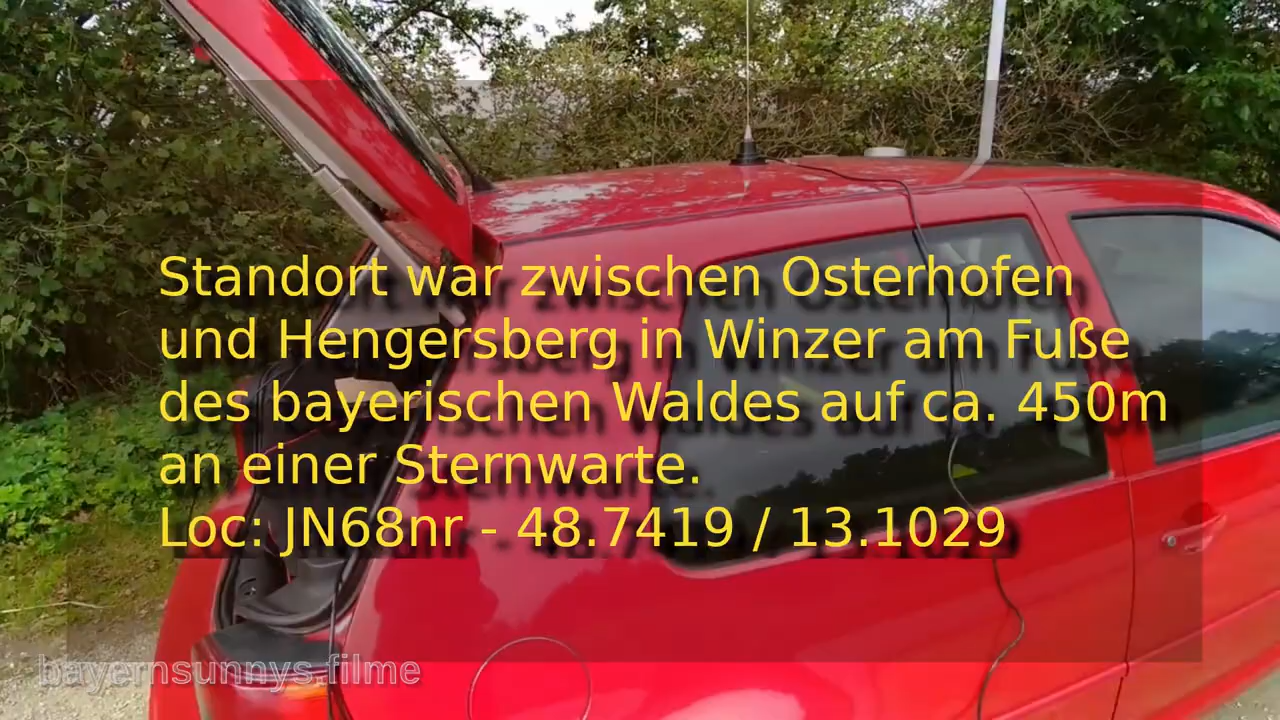 Standort war zwischen Osterhofen
und Hengersberg in Winzer am Fuße
des bayerischen Waldes auf ca. 450m
an einer Sternwarte.
Loc: JN68nr - 48.7419 / 13.1029
bayernsunnys.filme